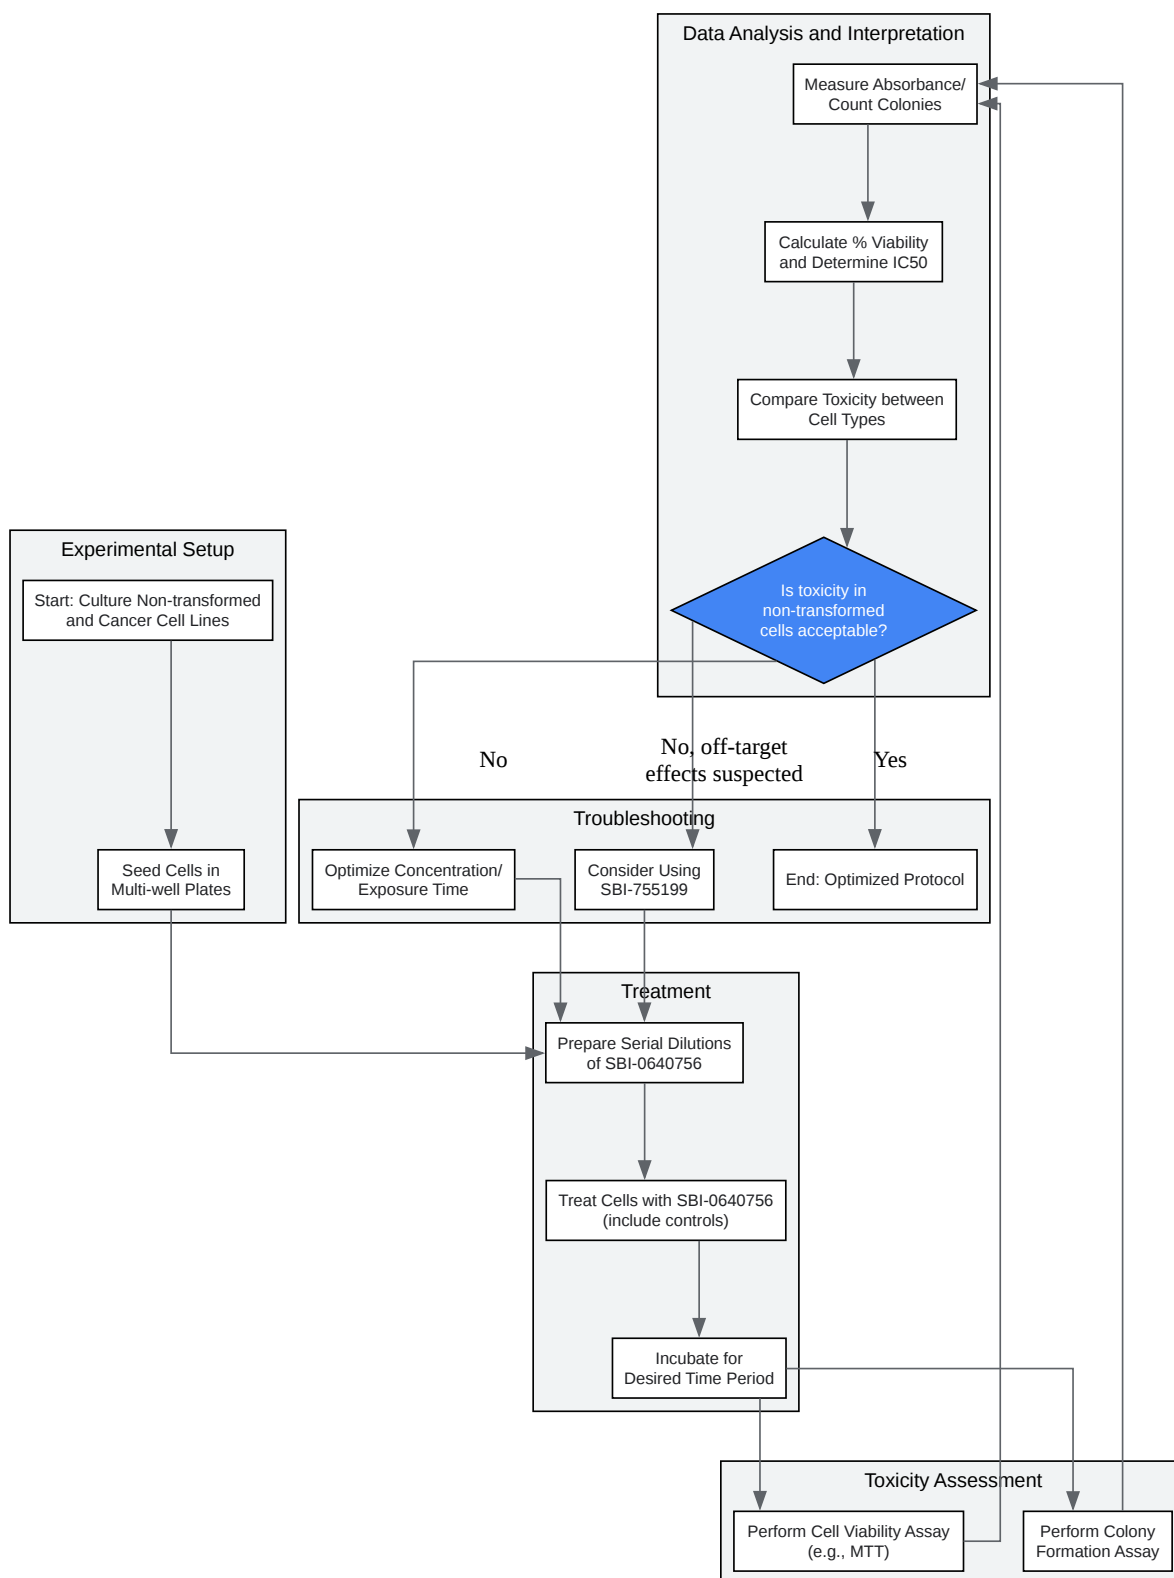 Data Analysis and Interpretation
Measure Absorbance/
Count Colonies
Calculate % Viability
and Determine IC50
Compare Toxicity between
Cell Types
Is toxicity in
non-transformed
cells acceptable?
Experimental Setup
Start: Culture Non-transformed
and Cancer Cell Lines
Seed Cells in
Multi-well Plates
No
No, off-target
effects suspected
Yes
Troubleshooting
Optimize Concentration/
Exposure Time
Consider Using
SBI-755199
End: Optimized Protocol
Treatment
Prepare Serial Dilutions
of SBI-0640756
Treat Cells with SBI-0640756
(include controls)
Incubate for
Desired Time Period
Toxicity Assessment
Perform Cell Viability Assay
(e.g., MTT)
Perform Colony
Formation Assay